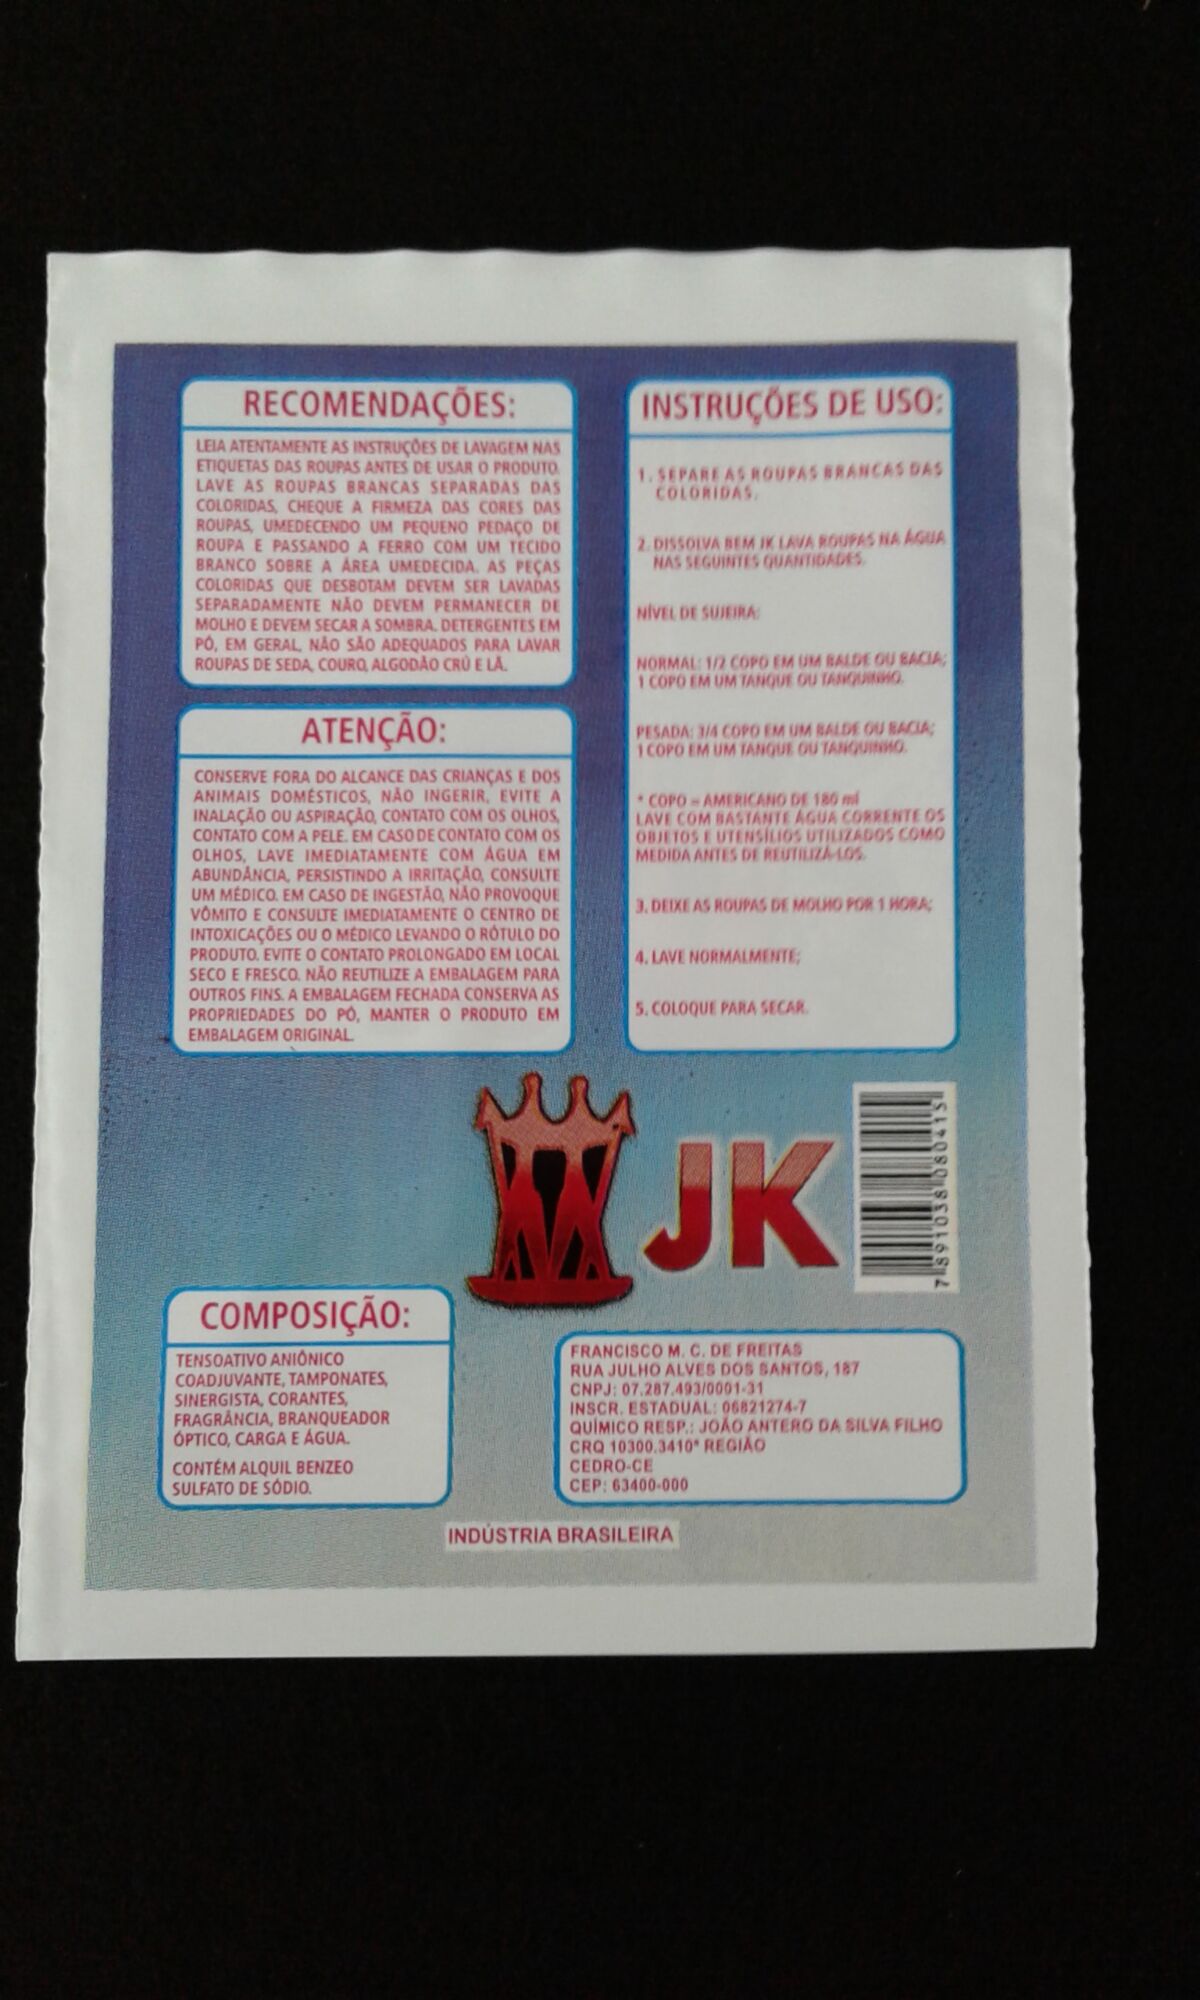 RECOMENDAÇÕES:
LEIA ATENTAMENTE AS INSTRUÇÕES DE LAVAGEM NAS
ETIQUETAS DAS ROUPAS ANTES DE USAR O PRODUTO.
LAVE AS ROUPAS BRANCAS SEPARADAS DAS
COLORIDAS, CHEQUE A FIRMEZA DAS CORES DAS
ROUPAS, UMEDECENDO UM PEQUENO PEDAÇO DE
ROUPA E PASSANDO A FERRO COM UM TECIDO
BRANCO SOBRE A ÁREA UMEDECIDA. AS PEÇAS
COLORIDAS QUE DESBOTAM DEVEM SER LAVADAS
SEPARADAMENTE NÃO DEVEM PERMANECER DE
MOLHO E DEVEM SECAR A SOMBRA. DETERGENTES EM
PÓ, EM GERAL, NÃO SÃO ADEQUADOS PARA LAVAR
ROUPAS DE SEDA, COURO, ALGODÃO CRÚ E LÃ.
ATENÇÃO:
CONSERVE FORA DO ALCANCE DAS CRIANÇAS E DOS
ANIMAIS DOMÉSTICOS, NÃO INGERIR, EVITE A
INALAÇÃO OU ASPIRAÇÃO, CONTATO COM OS OLHOS,
CONTATO COM A PELE. EM CASO DE CONTATO COM OS
OLHOS, LAVE IMEDIATAMENTE COM ÁGUA EM
ABUNDÂNCIA, PERSISTINDO A IRRITAÇÃO, CONSULTE
UM MÉDICO. EM CASO DE INGESTÃO, NÃO PROVOQUE
VÔMITO E CONSULTE IMEDIATAMENTE O CENTRO DE
INTOXICAÇÕES OU O MÉDICO LEVANDO O RÓTULO DO
PRODUTO. EVITE O CONTATO PROLONGADO EM LOCAL
SECO E FRESCO. NÃO REUTILIZE A EMBALAGEM PARA
OUTROS FINS. A EMBALAGEM FECHADA CONSERVA AS
PROPRIEDADES DO PÓ, MANTER O PRODUTO EM
EMBALAGEM ORIGINAL.
INSTRUÇÕES DE USO:
1. SEPARE AS ROUPAS BRANCAS DAS
COLORIDAS.
2. DISSOLVA BEM JK LAVA ROUPAS NA ÁGUA
NAS SEGUINTES QUANTIDADES.
NÍVEL DE SUJEIRA:
NORMAL: 1/2 COPO EM UM BALDE OU BACIA;
1 COPO EM UM TANQUE OU TANQUINHO.
PESADA: 3/4 COPO EM UM BALDE OU BACIA;
1 COPO EM UM TANQUE OU TANQUINHO.
* COPO = AMERICANO DE 180 ml
LAVE COM BASTANTE ÁGUA CORRENTE OS
OBJETOS E UTENSÍLIOS UTILIZADOS COMO
MEDIDA ANTES DE REUTILIZÁ-LOS.
3. DEIXE AS ROUPAS DE MOLHO POR 1 HORA;
4. LAVE NORMALMENTE;
5. COLOQUE PARA SECAR.
JK
7 891038 080415
COMPOSIÇÃO:
TENSOATIVO ANIÔNICO
COADJUVANTE, TAMPONATES,
SINERGISTA, CORANTES,
FRAGRÂNCIA, BRANQUEADOR
ÓPTICO, CARGA E ÁGUA.
CONTÉM ALQUIL BENZEO
SULFATO DE SÓDIO.
FRANCISCO M. C. DE FREITAS
RUA JULHO ALVES DOS SANTOS, 187
CNPJ: 07.287.493/0001-31
INSCR. ESTADUAL: 06821274-7
QUÍMICO RESP.: JOÃO ANTERO DA SILVA FILHO
CRQ 10300.3410ª REGIÃO
CEDRO-CE
CEP: 63400-000
INDÚSTRIA BRASILEIRA